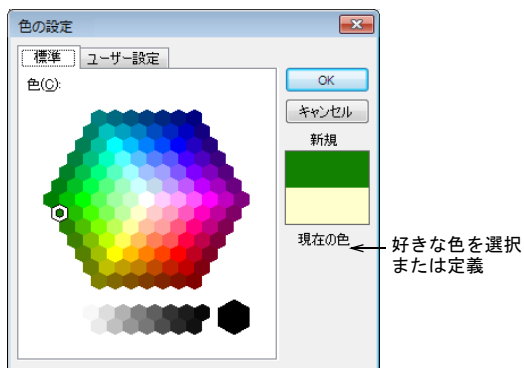 色の設定
標準 ユーザー設定
色(C):
OK
キャンセル
新規
現在の色
好きな色を選択
または定義